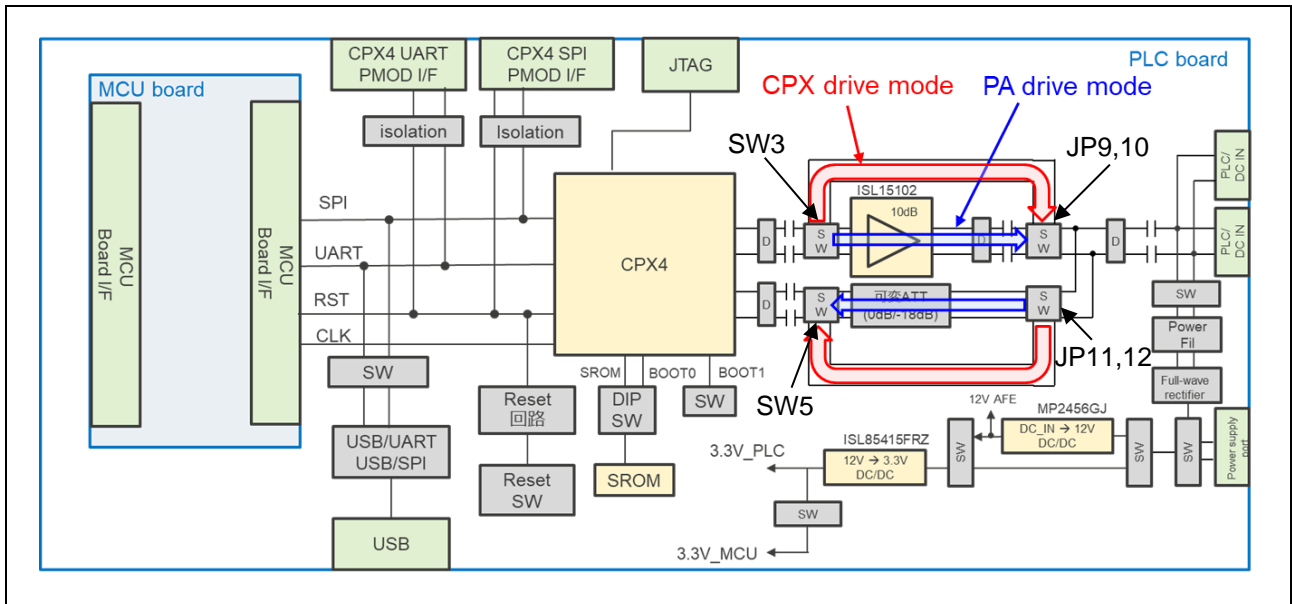 PLC board
MCU board
CPX4 UART
PMOD I/F
CPX4 SPI
PMOD I/F
JTAG
CPX drive mode
PA drive mode
isolation
Isolation
SW3
JP9,10
PLC/
DC IN
ISL15102
10dB
MCU
Board I/F
MCU
Board I/F
SPI
UART
RST
CLK
CPX4
D
S
W
D
S
W
D
PLC/
DC IN
D
S
W
可変ATT
(0dB/-18dB)
S
W
SW
Power
Fil
Full-wave
rectifier
JP11,12
SW5
SW
SROM
BOOT0
BOOT1
DIP
SW
SW
Reset
回路
Reset
SW
SROM
USB/UART
USB/SPI
USB
12V AFE
MP2456GJ
DC_IN → 12V
DC/DC
ISL85415FRZ
12V → 3.3V
DC/DC
3.3V_PLC
SW
SW
SW
Power supply
port
SW
3.3V_MCU